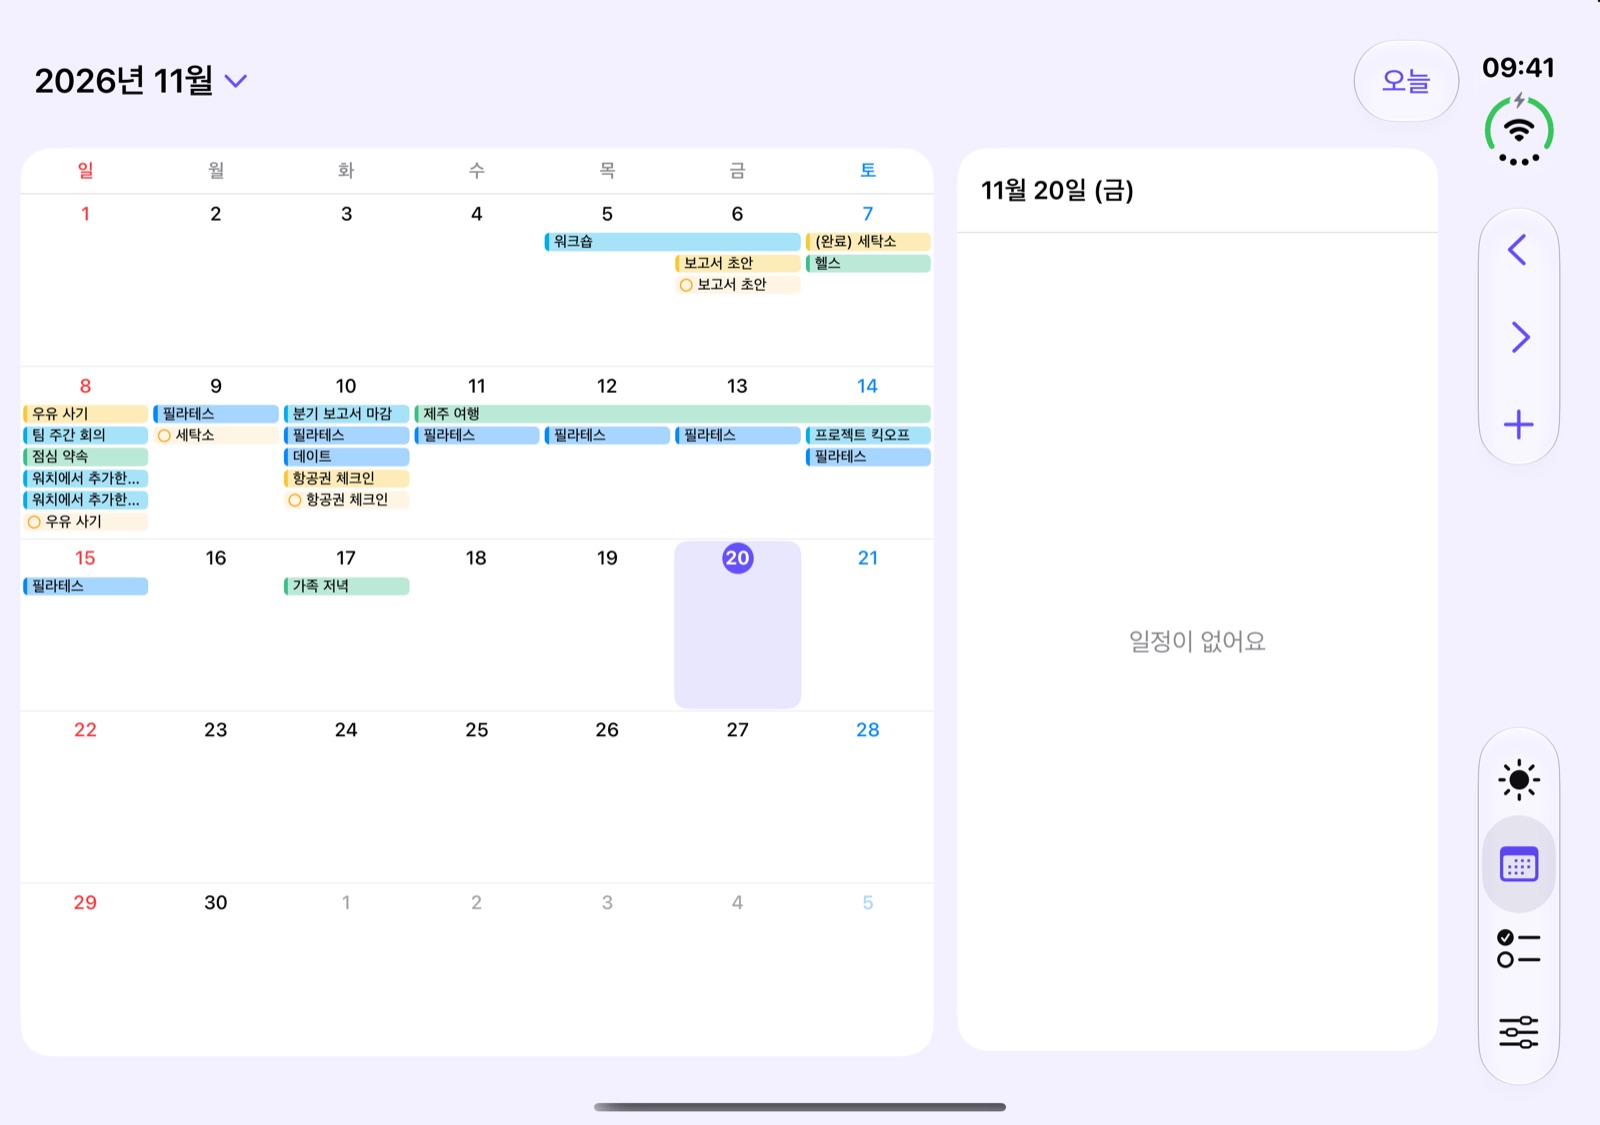 2026년 11월
오늘
09:41
일 월 화 수 목 금 토
1 2 3 4 5 6 7
워크숍 (완료) 세탁소
보고서 초안 헬스
보고서 초안
8 9 10 11 12 13 14
우유 사기 필라테스 분기 보고서 마감 제주 여행
팀 주간 회의 세탁소 필라테스 필라테스 필라테스 필라테스 프로젝트 킥오프
점심 약속 데이트 필라테스
워치에서 추가한... 항공권 체크인
워치에서 추가한... 항공권 체크인
우유 사기
15 16 17 18 19 20 21
필라테스 가족 저녁
22 23 24 25 26 27 28
29 30 1 2 3 4 5
11월 20일 (금)
일정이 없어요